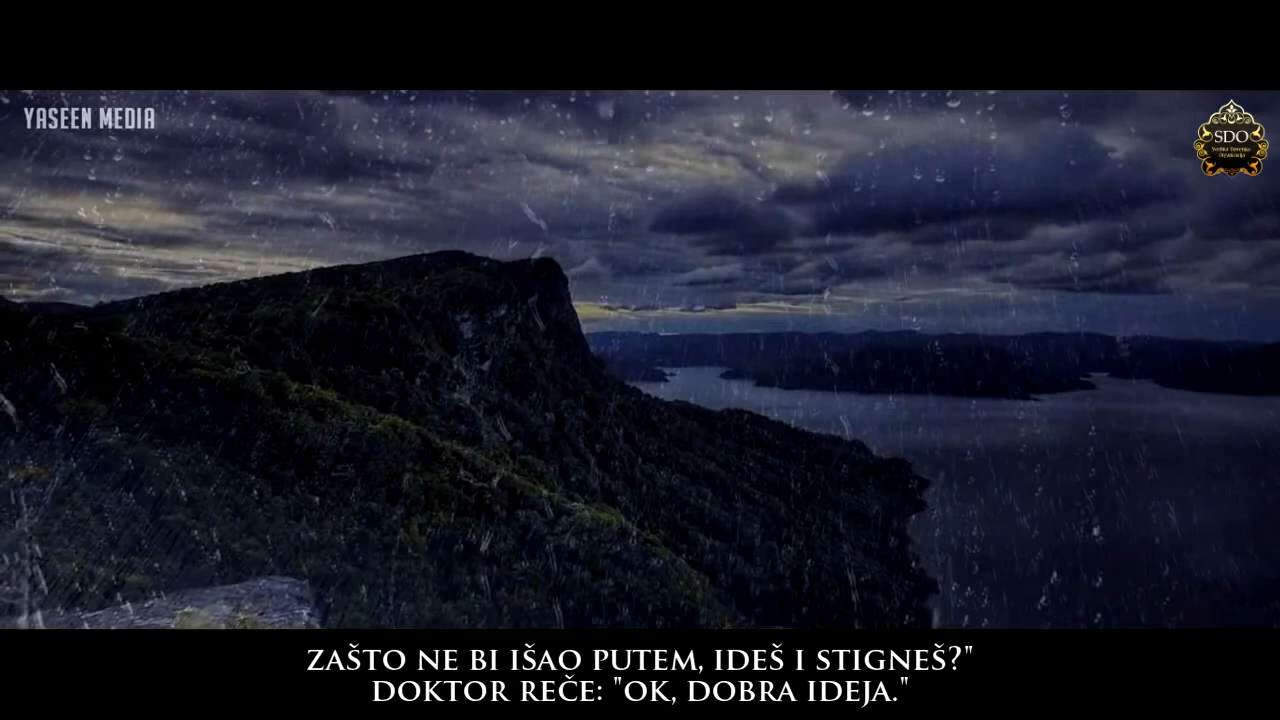 YASEEN MEDIA
SDO
ZAŠTO NE BI IŠAO PUTEM, IDEŠ I STIGNEŠ?"
DOKTOR REČE: "OK, DOBRA IDEJA."